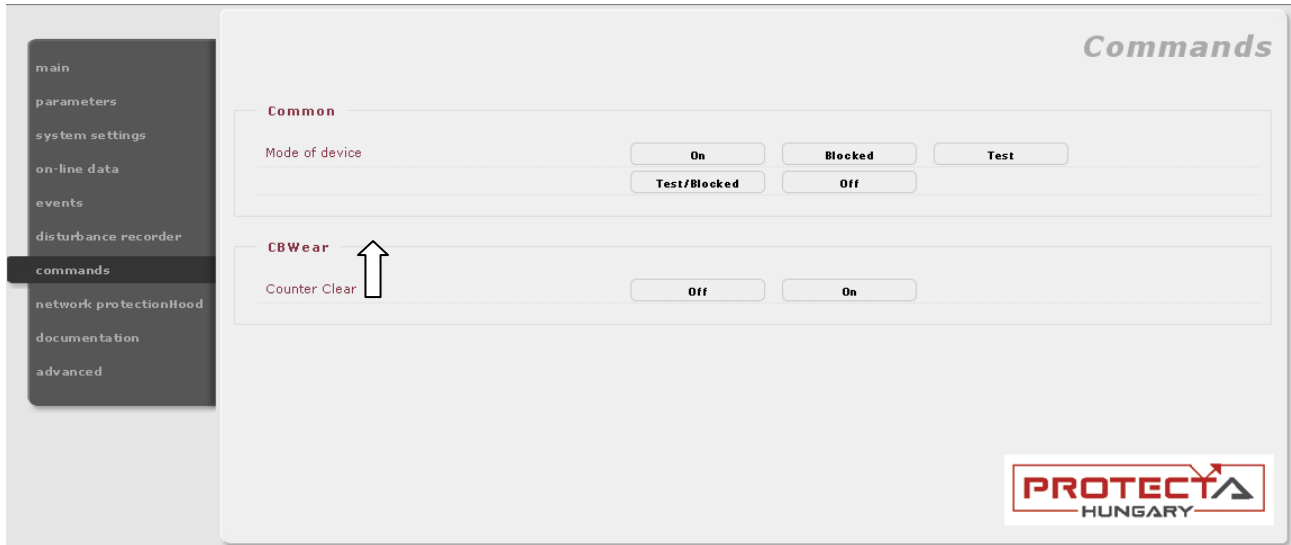 Commands
main
parameters
system settings
on-line data
events
disturbance recorder
commands
network protectionHood
documentation
advanced
Common
Mode of device On Blocked Test
Test/Blocked Off
CBWear
Counter Clear Off On
PROTECTA
HUNGARY